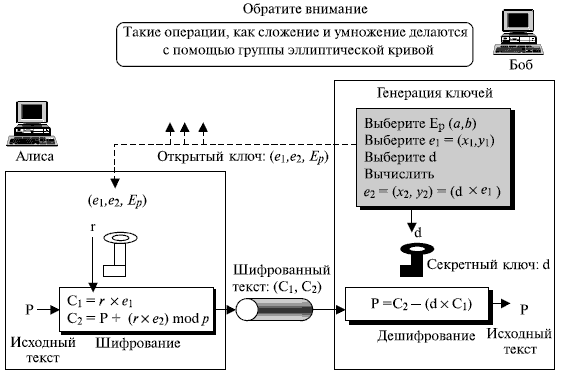 Обратите внимание
Такие операции, как сложение и умножение делаются
с помощью группы эллиптической кривой
Боб
Алиса
Генерация ключей
Выберите Ep (a,b)
Выберите e1 = (x1,y1)
Выберите d
Вычислить
e2 = (x2, y2) = (d × e1)
Открытый ключ: (e1,e2, Ep)
(e1,e2, Ep)
r
d
Секретный ключ: d
Шифрованный
текст: (C1, C2)
P
C1 = r × e1
C2 = P + (r × e2) mod p
P = C2 – (d × C1)
P
Исходный
текст
Шифрование
Дешифрование
Исходный
текст